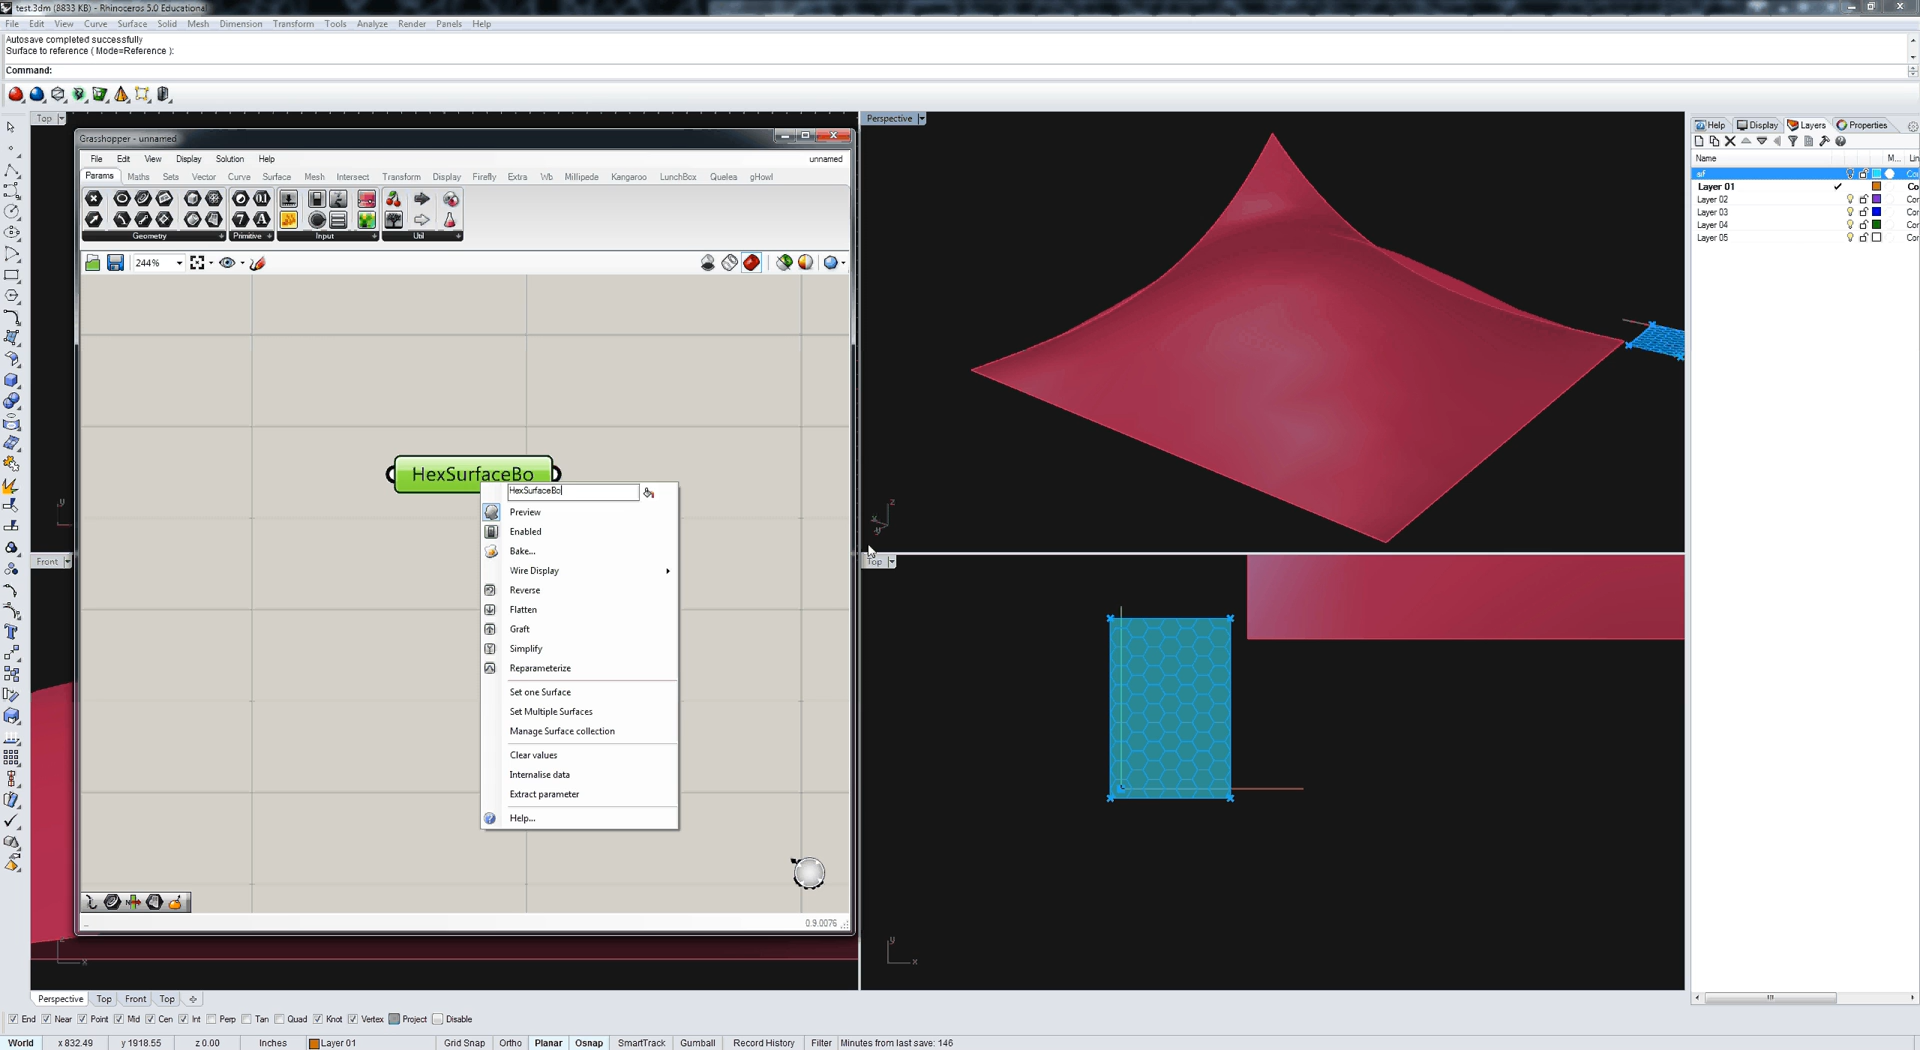 test.3dm (8833 KB) - Rhinoceros 5.0 Educational
File Edit View Curve Surface Solid Mesh Dimension Transform Tools Analyze Render Panels Help
Autosave completed successfully
Surface to reference ( Mode=Reference ):
Command:
Top
Grasshopper - unnamed
File Edit View Display Solution Help unnamed
Params Maths Sets Vector Curve Surface Mesh Intersect Transform Display Firefly Extra Wb Millipede Kangaroo LunchBox Quelea gHowl
Geometry Primitive Input Util
244%
HexSurfaceBo
HexSurfaceBo
Preview
Enabled
Bake...
Wire Display
Reverse
Flatten
Graft
Simplify
Reparameterize
Set one Surface
Set Multiple Surfaces
Manage Surface collection
Clear values
Internalise data
Extract parameter
Help...
0.9.0076
Perspective
z
x
y
Front
Top
y
x
Help Display Layers Properties
Name M... Lin
Layer 01 Co
Layer 02 Cor
Layer 03 Cor
Layer 04 Cor
Layer 05 Cor
Perspective Top Front Top
End Near Point Mid Cen Int Perp Tan Quad Knot Vertex Project Disable
World x 832.49 y 1918.55 z 0.00 Inches Layer 01 Grid Snap Ortho Planar Osnap SmartTrack Gumball Record History Filter Minutes from last save: 146